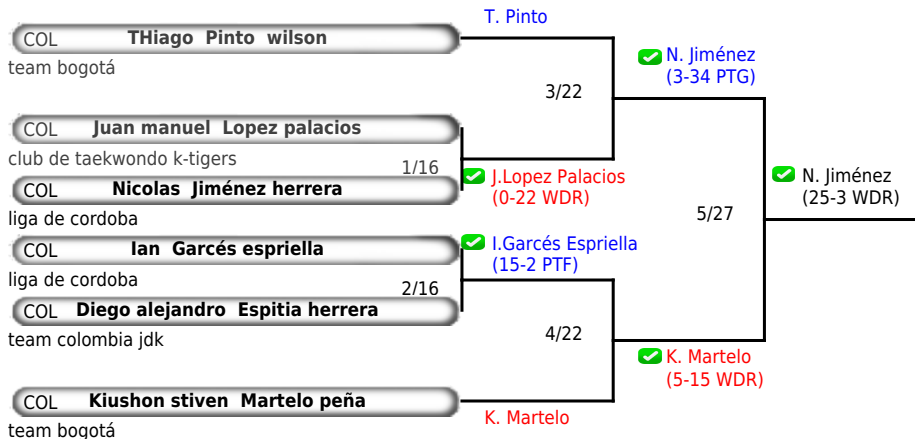 T. Pinto
COL THiago Pinto wilson
team bogotá
N. Jiménez
(3-34 PTG)
3/22
COL Juan manuel Lopez palacios
club de taekwondo k-tigers
1/16
J.Lopez Palacios
(0-22 WDR)
COL Nicolas Jiménez herrera
liga de cordoba
N. Jiménez
(25-3 WDR)
5/27
COL Ian Garcés espriella
liga de cordoba
I.Garcés Espriella
(15-2 PTF)
2/16
COL Diego alejandro Espitia herrera
team colombia jdk
4/22
K. Martelo
(5-15 WDR)
COL Kiushon stiven Martelo peña
team bogotá
K. Martelo